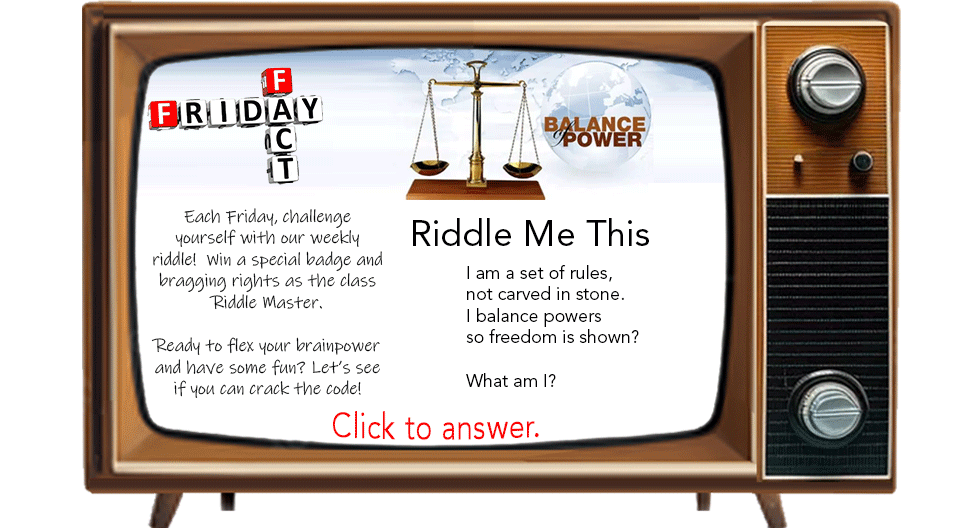 FRIDAY
FACT
BALANCE
of POWER
Each Friday, challenge
yourself with our weekly
riddle! Win a special badge and
bragging rights as the class
Riddle Master.
Ready to flex your brainpower
and have some fun? Let's see
if you can crack the code!
Riddle Me This
I am a set of rules,
not carved in stone.
I balance powers
so freedom is shown?
What am I?
Click to answer.